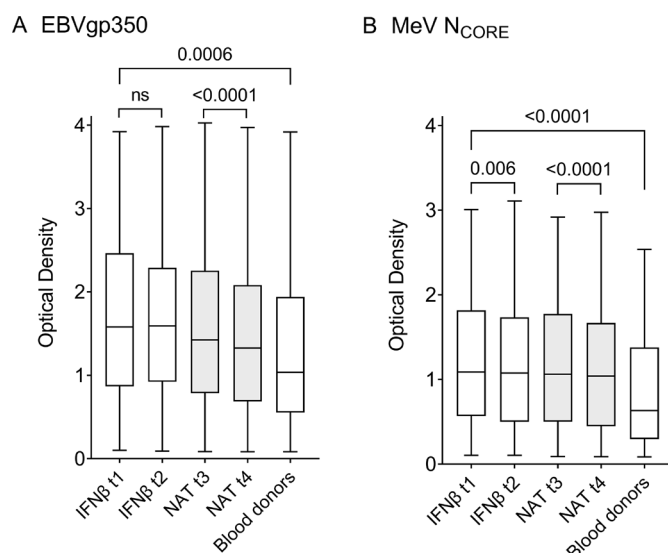 A EBVgp350
0.0006
ns
<0.0001
4
3
2
1
0
Optical Density
IFNβ t1
IFNβ t2
NAT t3
NAT t4
Blood donors
B MeV NCORE
<0.0001
0.006
<0.0001
4
3
2
1
0
Optical Density
IFNβ t1
IFNβ t2
NAT t3
NAT t4
Blood donors